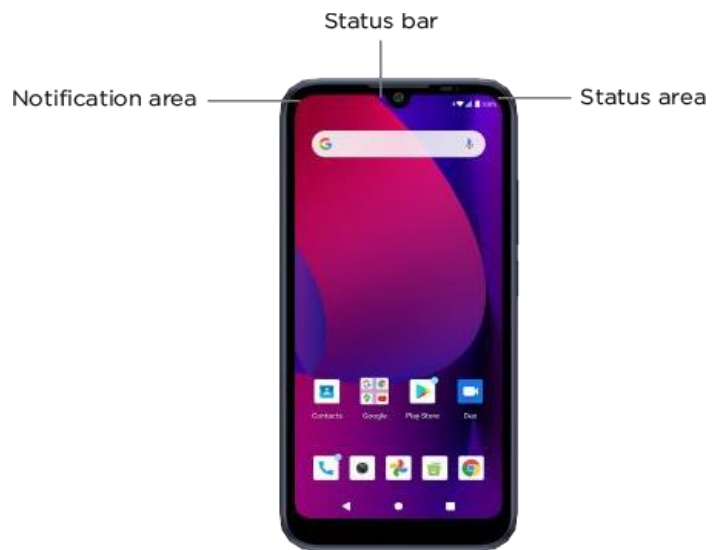 Status bar
Notification area
Status area
Contacts
Google
Play Store
Duo